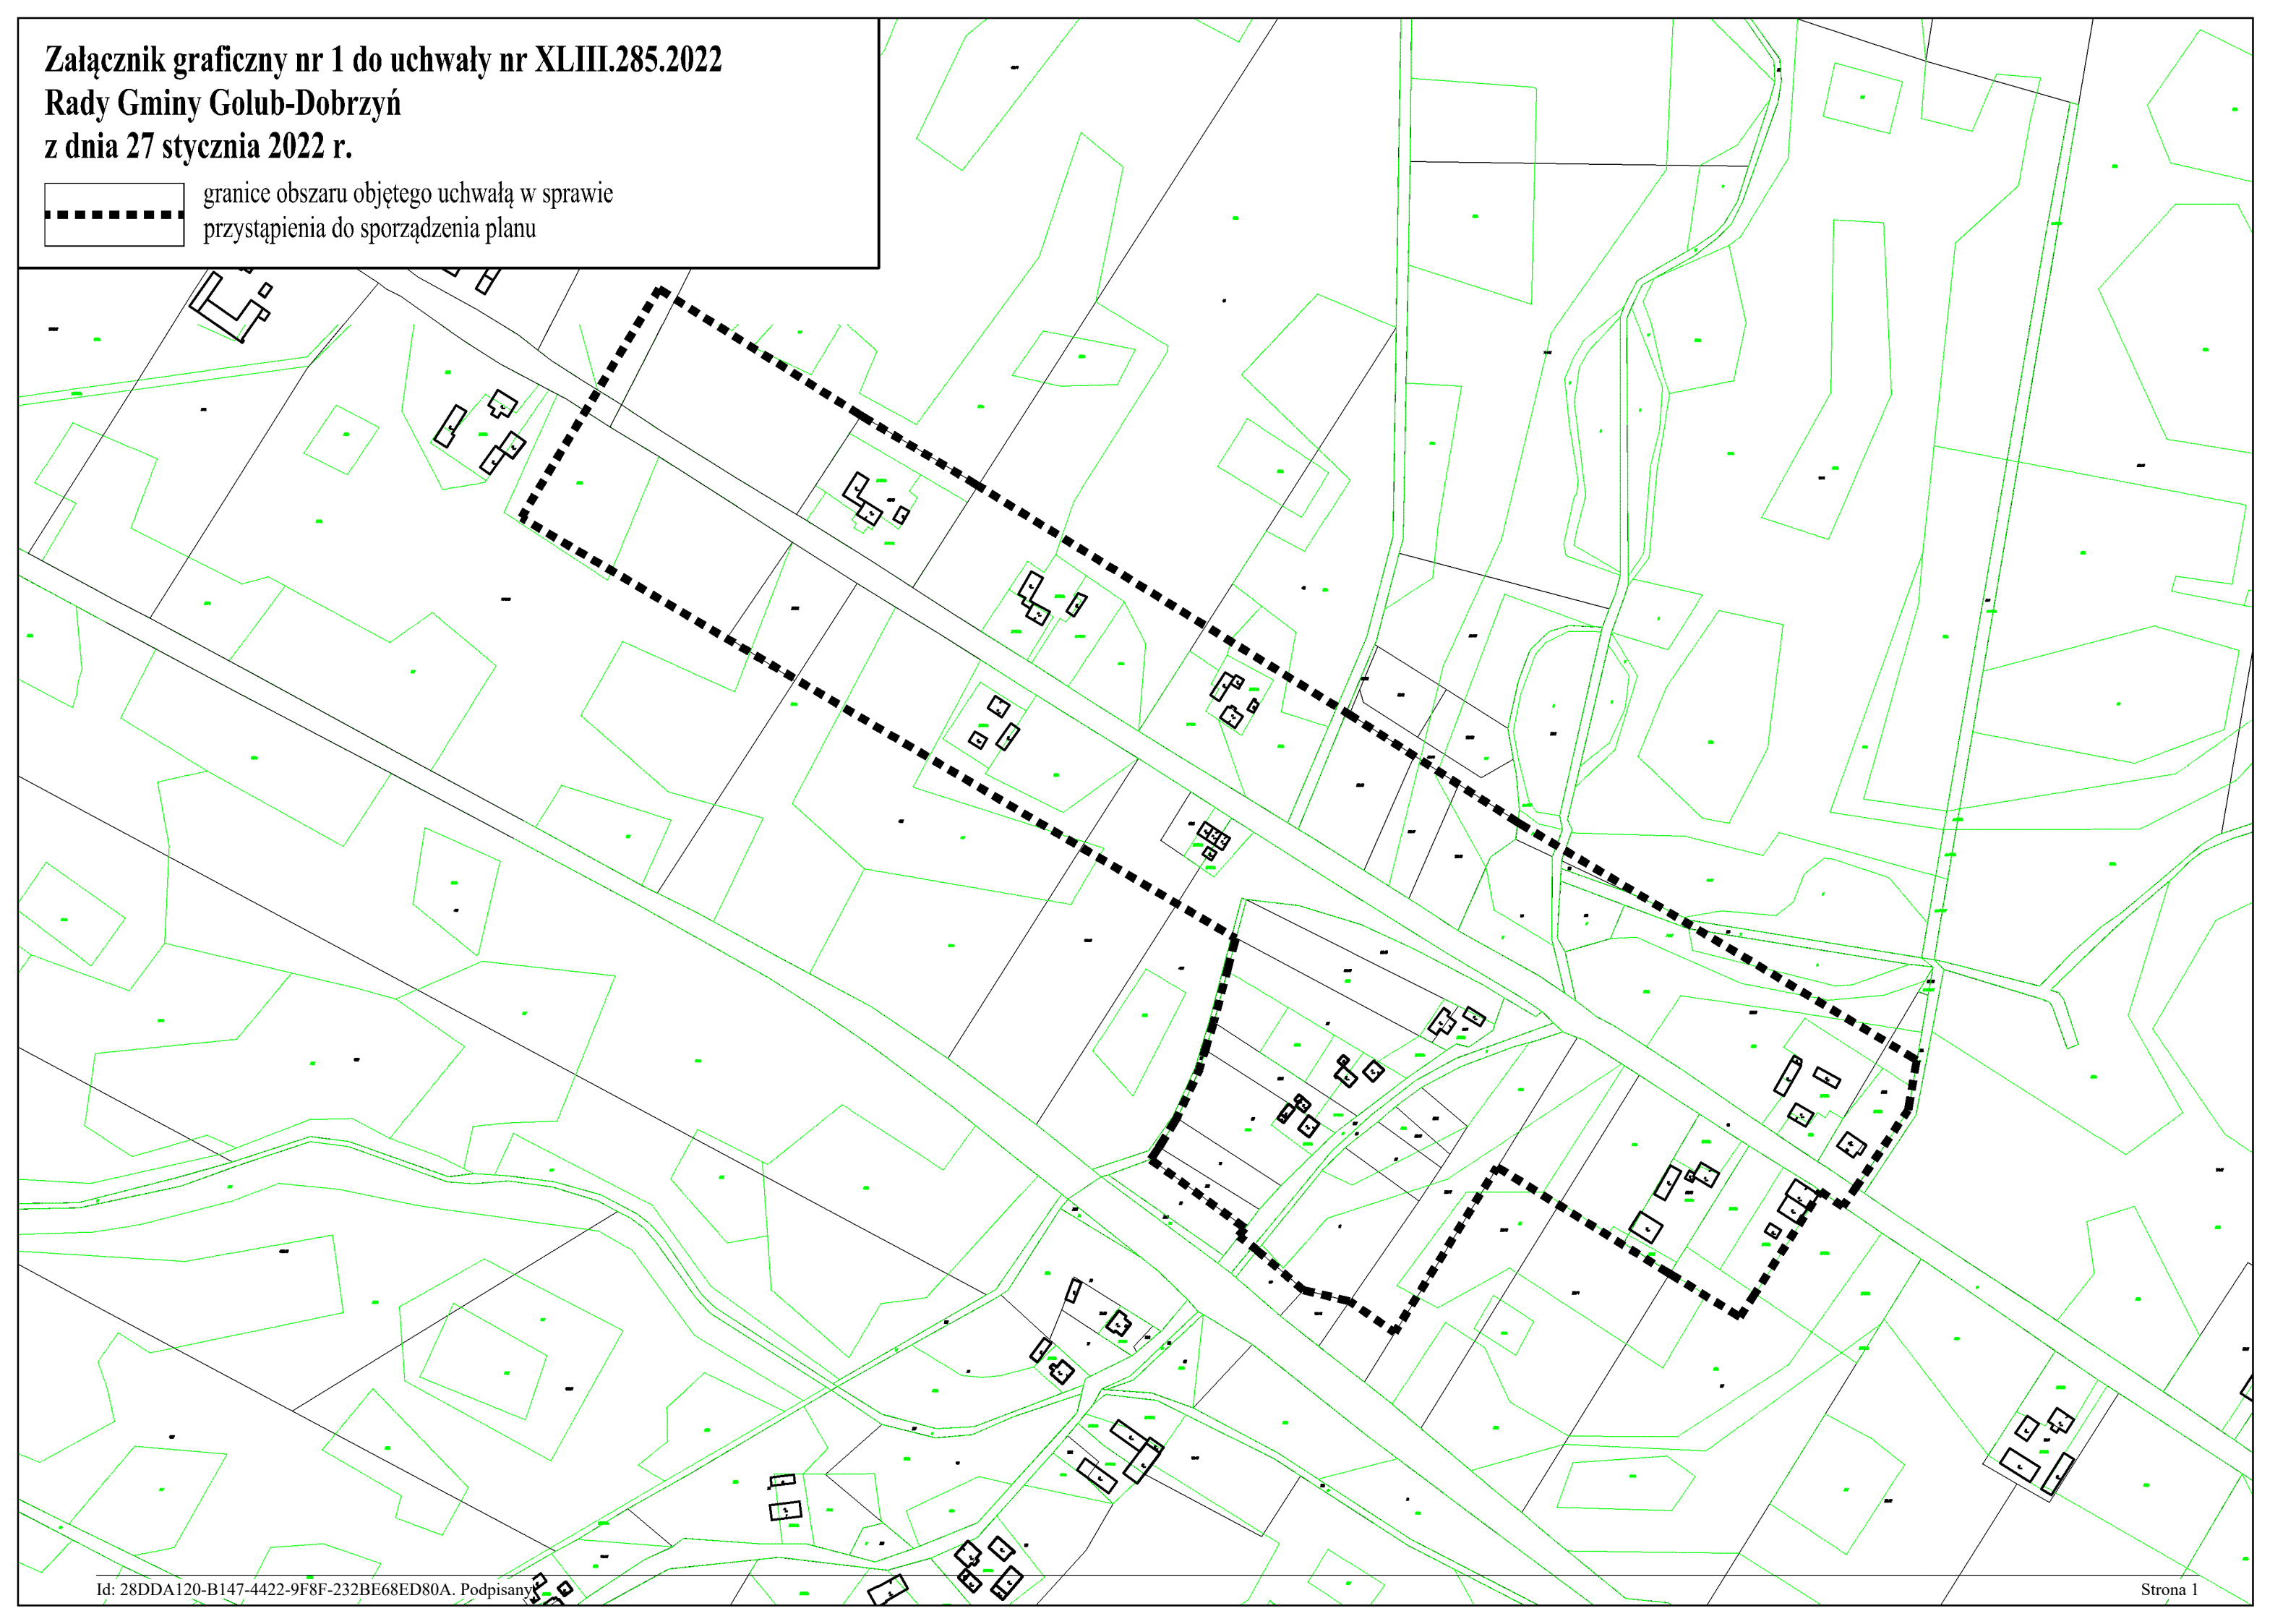 Załącznik graficzny nr 1 do uchwały nr XLIII.285.2022
Rady Gminy Golub-Dobrzyń
z dnia 27 stycznia 2022 r.
granice obszaru objętego uchwałą w sprawie
przystąpienia do sporządzenia planu
Id: 28DDA120-B147-4422-9F8F-232BE68ED80A. Podpisany
Strona 1